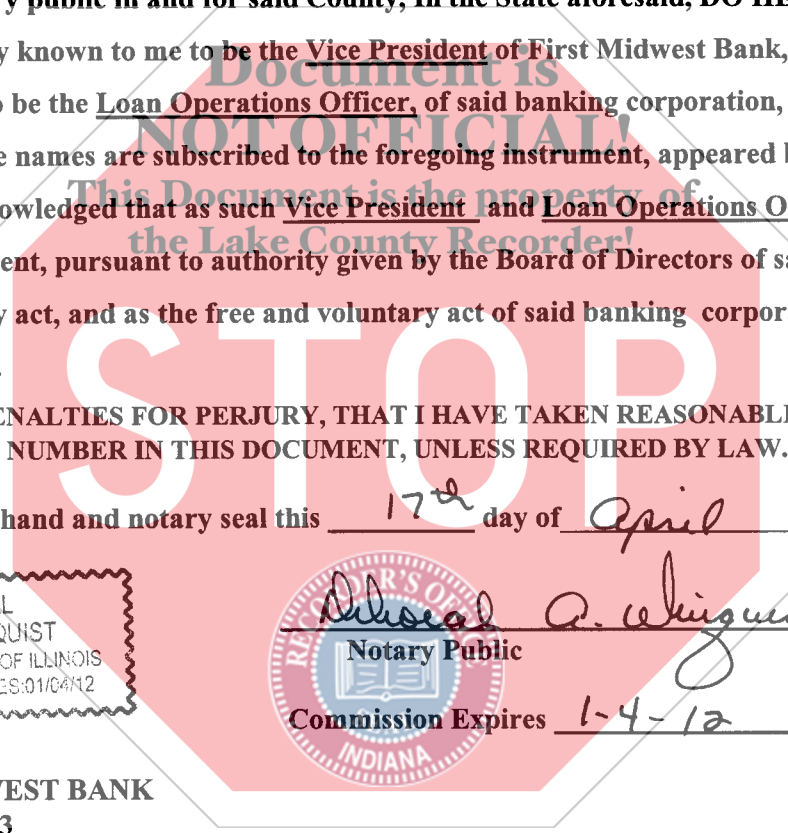 y public in and for said County, in the State aforesaid, DO HE
y known to me to be the Vice President of First Midwest Bank,
Document is
o be the Loan Operations Officer, of said banking corporation,
NOT OFFICIAL!
e names are subscribed to the foregoing instrument, appeared b
This Document is the property of
owledged that as such Vice President and Loan Operations O
the Lake County Recorder!
ent, pursuant to authority given by the Board of Directors of sa
y act, and as the free and voluntary act of said banking corpor
STOP
ENALTIES FOR PERJURY, THAT I HAVE TAKEN REASONABLE
NUMBER IN THIS DOCUMENT, UNLESS REQUIRED BY LAW.
hand and notary seal this 17th day of April
L
QUIST
OF ILLINOIS
ES:01/04/12
RECORDER'S OFFICE
Deborah A.
Notary Public
Commission Expires 1-4-12
INDIANA
WEST BANK
3